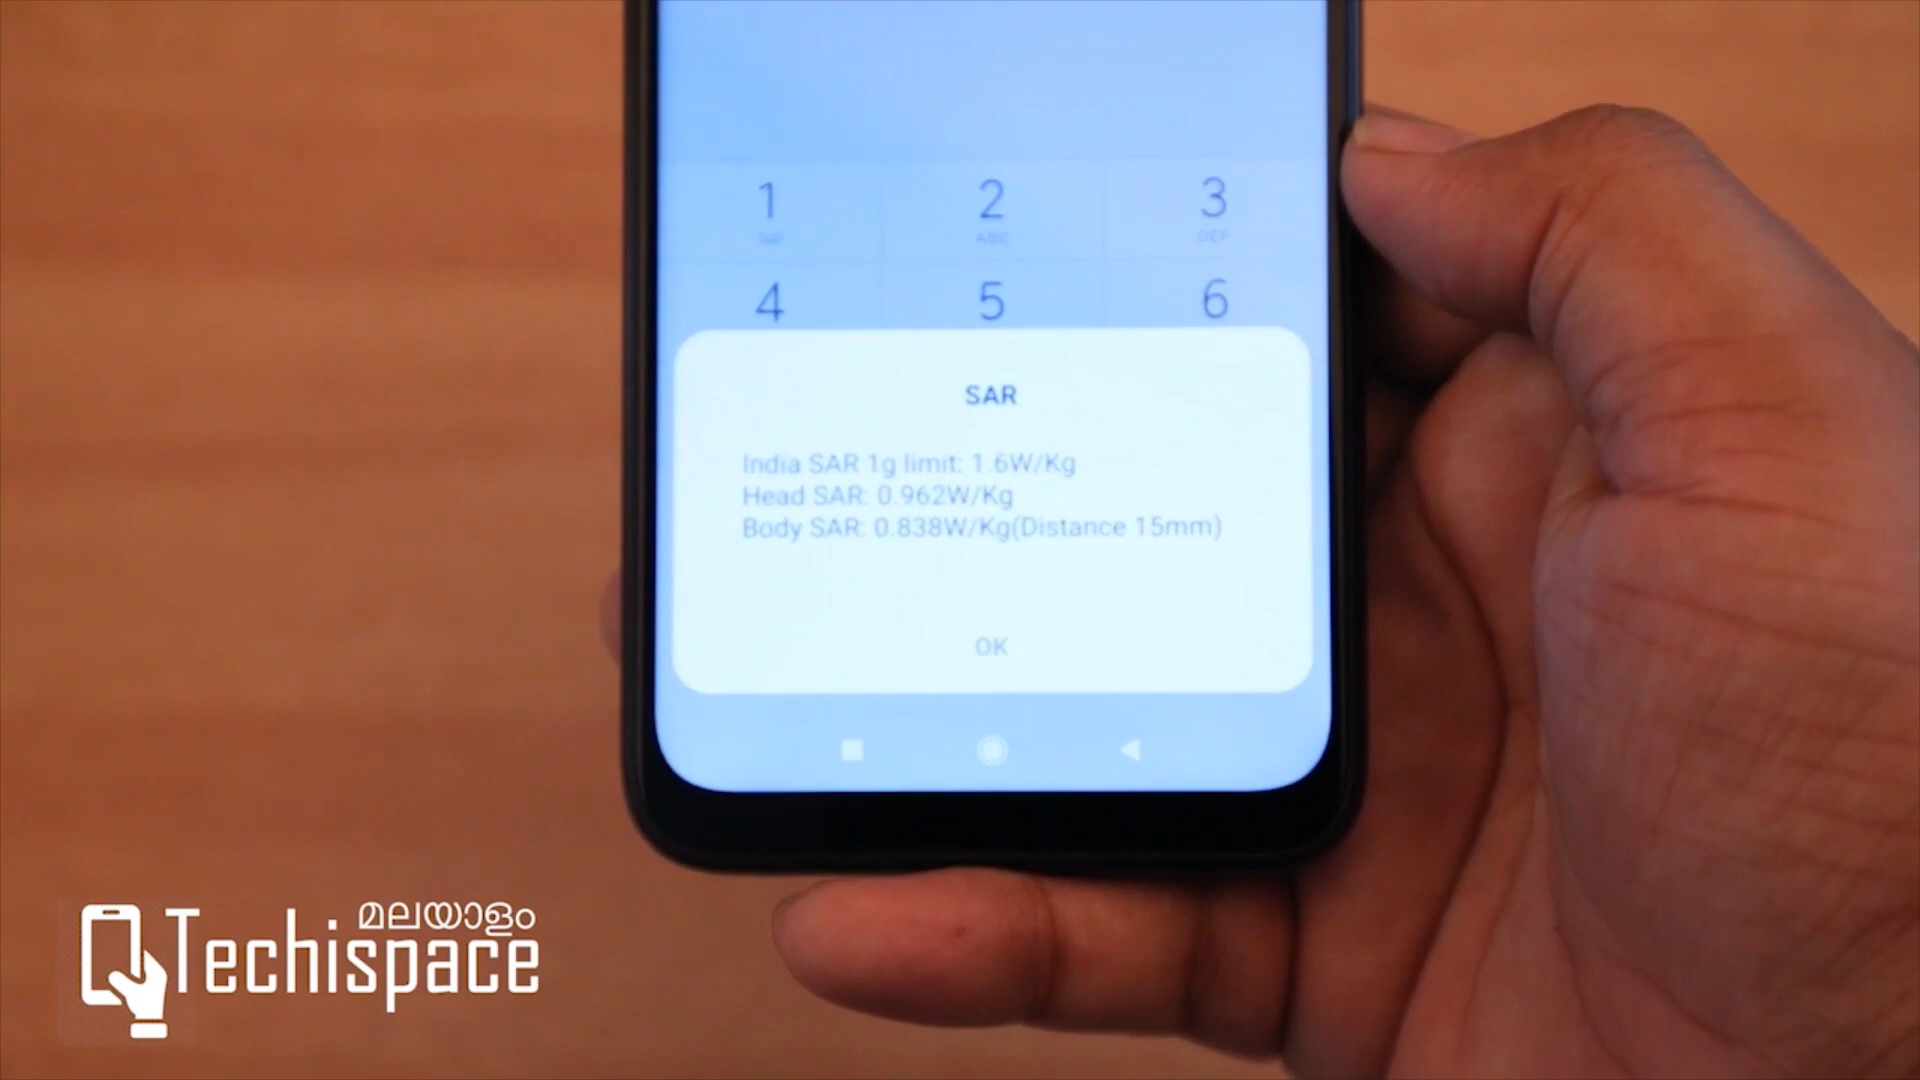 1
2
ABC
3
DEF
4
5
6
SAR
India SAR 1g limit: 1.6W/Kg
Head SAR: 0.962W/Kg
Body SAR: 0.838W/Kg(Distance 15mm)
OK
മലയാളം
Techispace